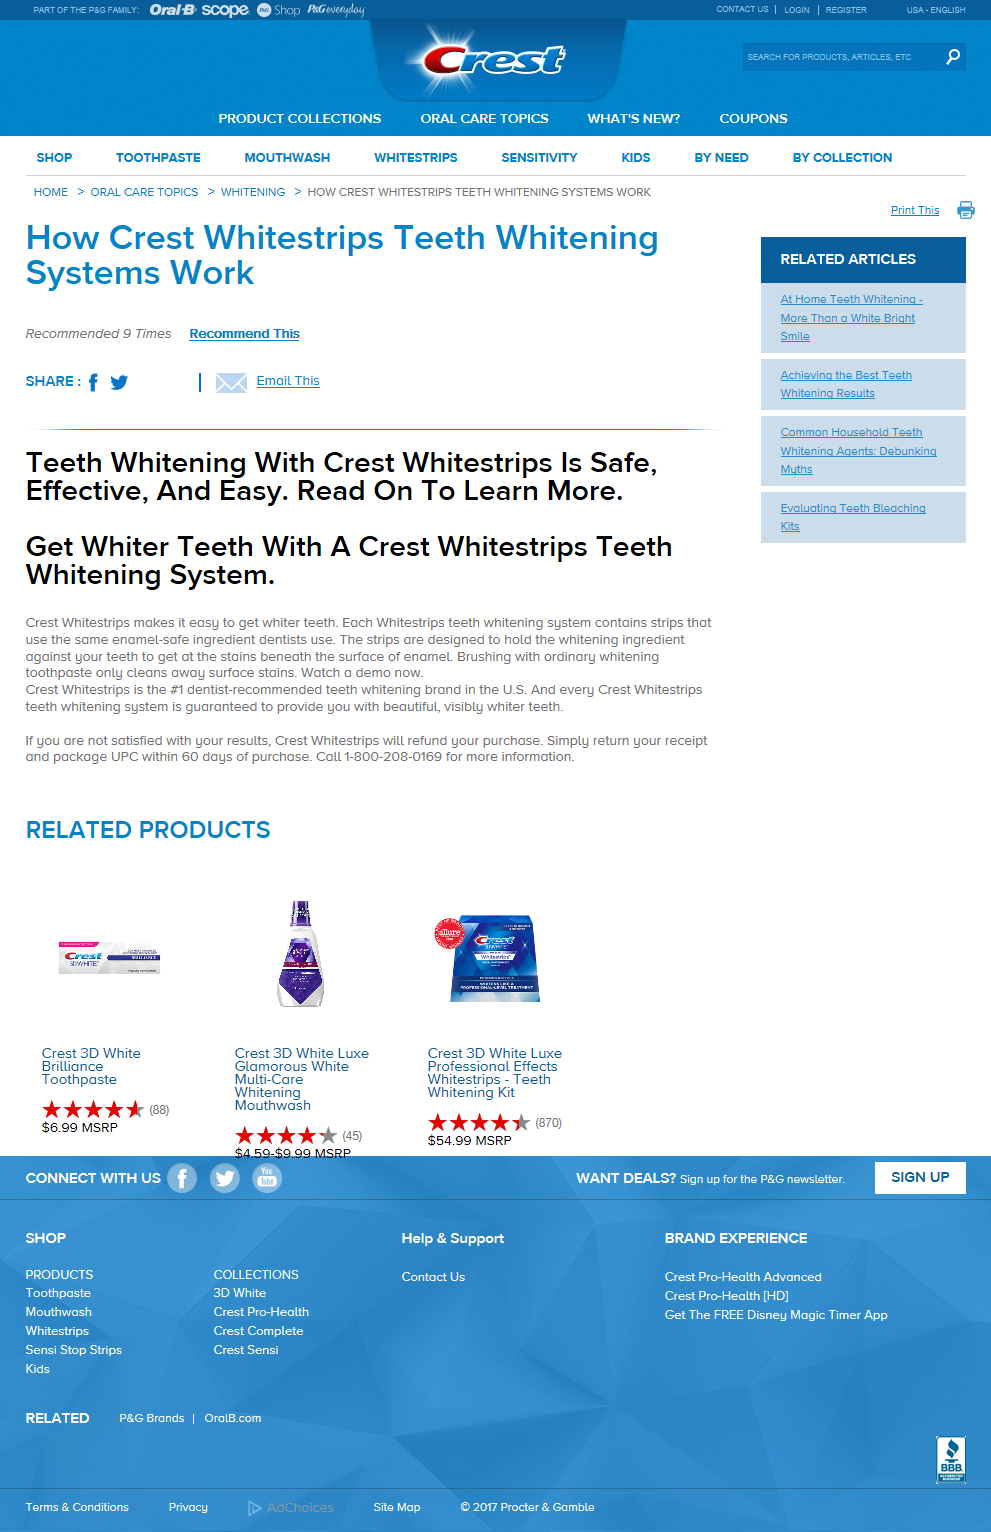 PART OF THE P&G FAMILY: Oral-B scope. P&G Shop P&G everyday
CONTACT US | LOGIN | REGISTER USA - ENGLISH
Crest
SEARCH FOR PRODUCTS, ARTICLES, ETC
PRODUCT COLLECTIONS ORAL CARE TOPICS WHAT'S NEW? COUPONS
SHOP TOOTHPASTE MOUTHWASH WHITESTRIPS SENSITIVITY KIDS BY NEED BY COLLECTION
HOME > ORAL CARE TOPICS > WHITENING > HOW CREST WHITESTRIPS TEETH WHITENING SYSTEMS WORK
Print This
How Crest Whitestrips Teeth Whitening
Systems Work
Recommended 9 Times Recommend This
SHARE : | Email This
RELATED ARTICLES
At Home Teeth Whitening -
More Than a White Bright
Smile
Achieving the Best Teeth
Whitening Results
Common Household Teeth
Whitening Agents: Debunking
Myths
Evaluating Teeth Bleaching
Kits
Teeth Whitening With Crest Whitestrips Is Safe,
Effective, And Easy. Read On To Learn More.
Get Whiter Teeth With A Crest Whitestrips Teeth
Whitening System.
Crest Whitestrips makes it easy to get whiter teeth. Each Whitestrips teeth whitening system contains strips that
use the same enamel-safe ingredient dentists use. The strips are designed to hold the whitening ingredient
against your teeth to get at the stains beneath the surface of enamel. Brushing with ordinary whitening
toothpaste only cleans away surface stains. Watch a demo now.
Crest Whitestrips is the #1 dentist-recommended teeth whitening brand in the U.S. And every Crest Whitestrips
teeth whitening system is guaranteed to provide you with beautiful, visibly whiter teeth.
If you are not satisfied with your results, Crest Whitestrips will refund your purchase. Simply return your receipt
and package UPC within 60 days of purchase. Call 1-800-208-0169 for more information.
RELATED PRODUCTS
Crest
3D WHITE
BRILLIANCE
allure
Crest
3D WHITE
Whitestrips
Crest 3D White
Brilliance
Toothpaste
(88)
$6.99 MSRP
Crest 3D White Luxe
Glamorous White
Multi-Care
Whitening
Mouthwash
(45)
$4.59-$9.99 MSRP
Crest 3D White Luxe
Professional Effects
Whitestrips - Teeth
Whitening Kit
(870)
$54.99 MSRP
CONNECT WITH US You Tube
WANT DEALS? Sign up for the P&G newsletter. SIGN UP
SHOP
PRODUCTS
Toothpaste
Mouthwash
Whitestrips
Sensi Stop Strips
Kids
COLLECTIONS
3D White
Crest Pro-Health
Crest Complete
Crest Sensi
Help & Support
Contact Us
BRAND EXPERIENCE
Crest Pro-Health Advanced
Crest Pro-Health [HD]
Get The FREE Disney Magic Timer App
RELATED P&G Brands | OralB.com
BBB
ACCREDITED
BUSINESS
Terms & Conditions Privacy AdChoices Site Map © 2017 Procter & Gamble